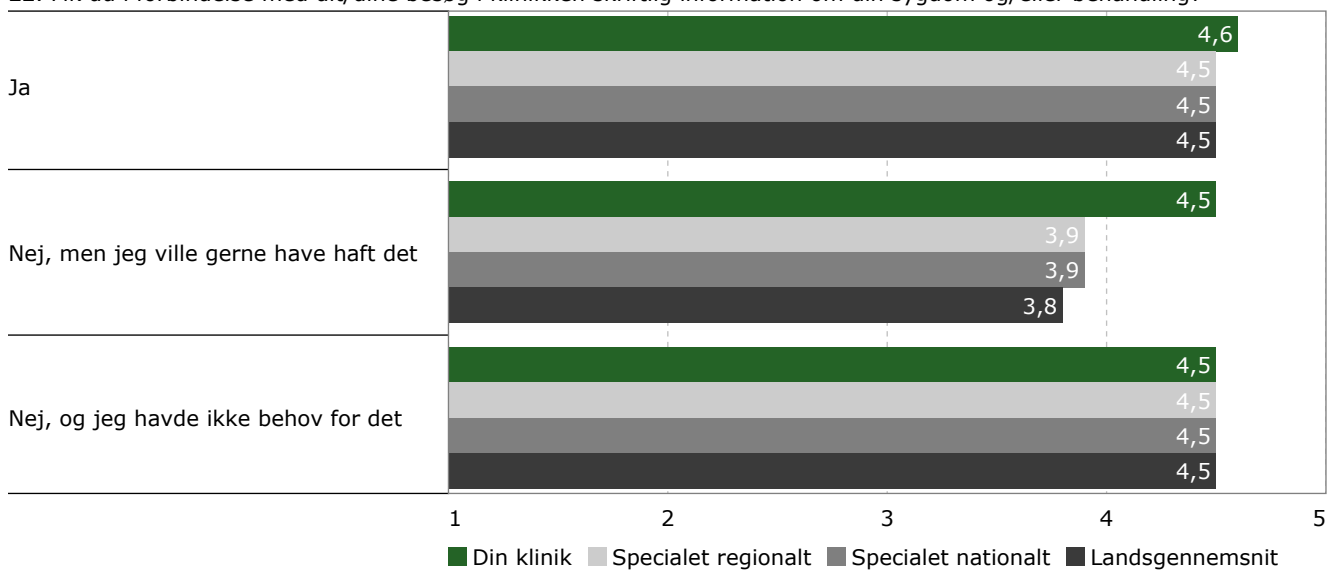 Ja
4,6
4,5
4,5
4,5
Nej, men jeg ville gerne have haft det
4,5
3,9
3,9
3,8
Nej, og jeg havde ikke behov for det
4,5
4,5
4,5
4,5
1 2 3 4 5
Din klinik Specialet regionalt Specialet nationalt Landsgennemsnit